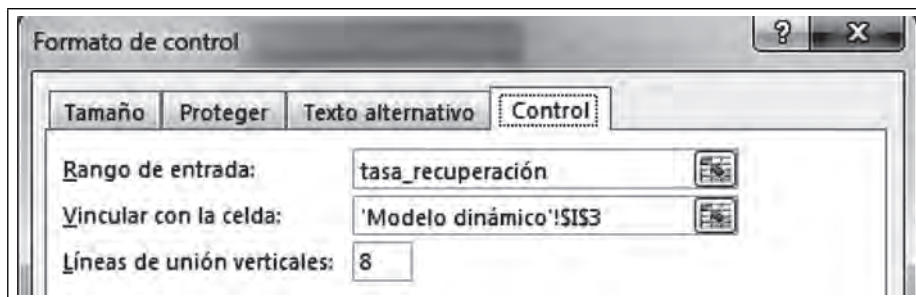 Formato de control
Tamaño Proteger Texto alternativo Control
Rango de entrada: tasa_recuperación
Vincular con la celda: 'Modelo dinámico'!$I$3
Líneas de unión verticales: 8